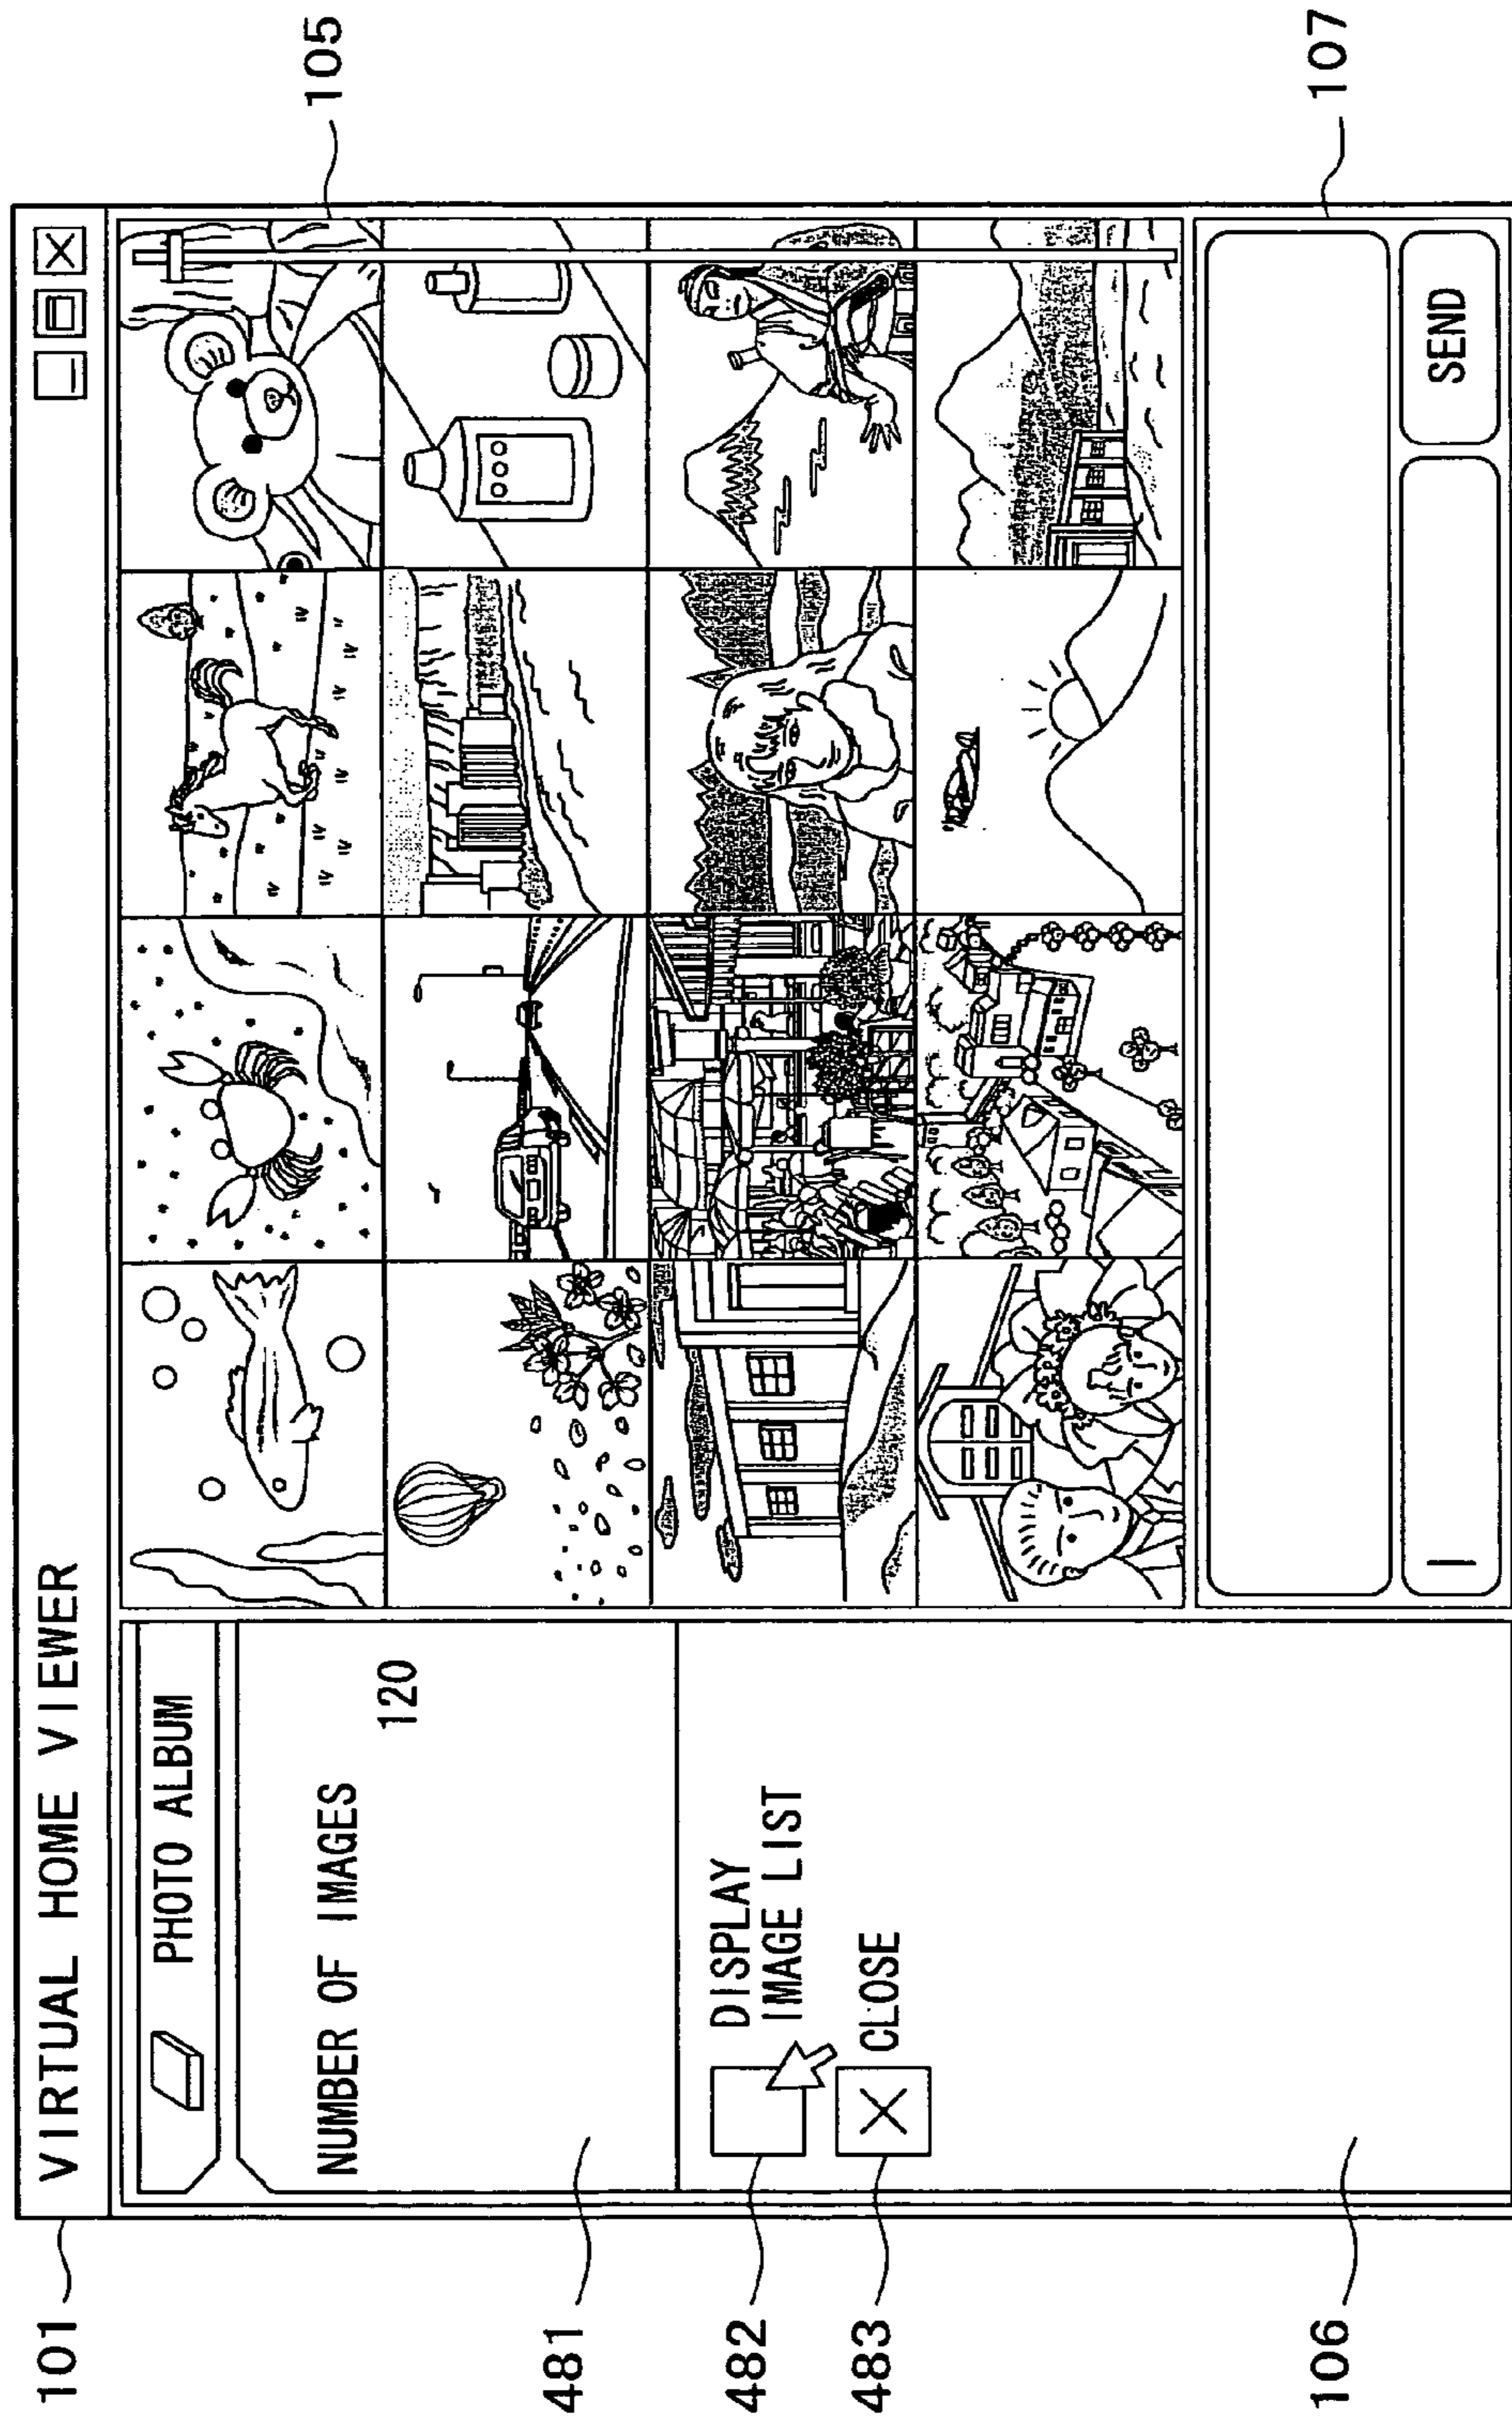 101
VIRTUAL HOME VIEWER
PHOTO ALBUM
105
NUMBER OF IMAGES
120
481
DISPLAY
IMAGE LIST
482
CLOSE
483
106
107
SEND